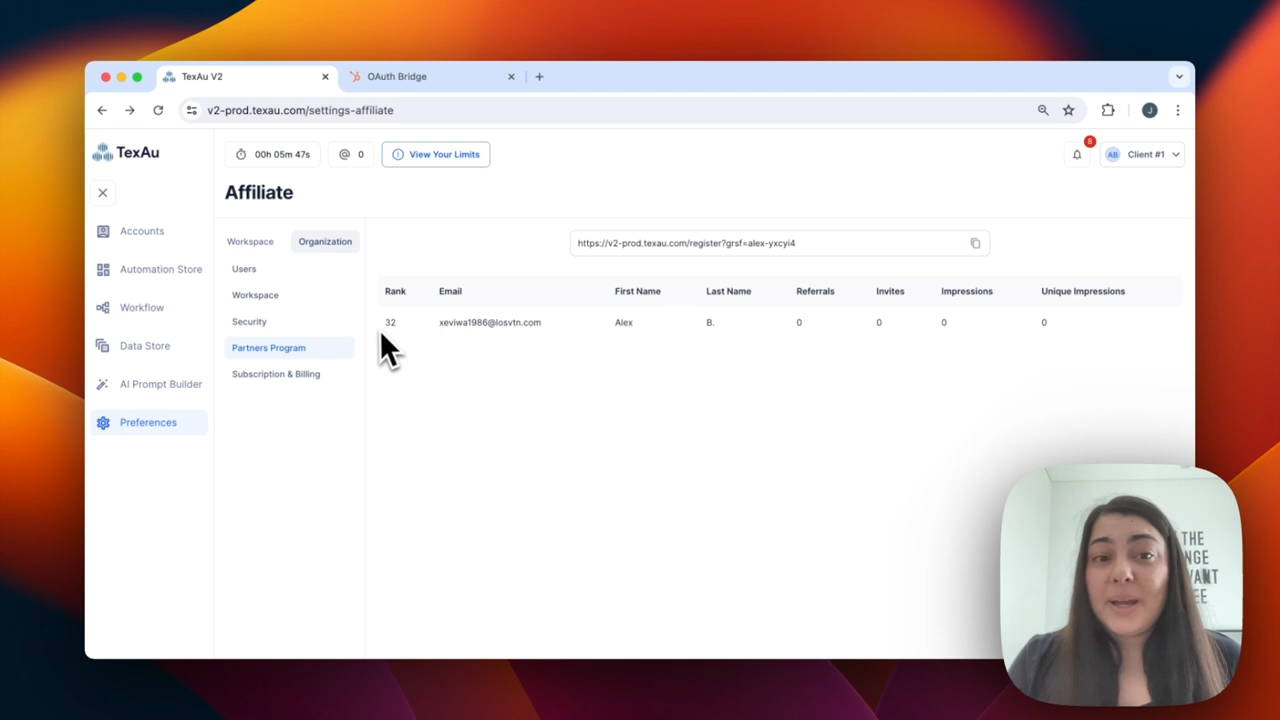 TexAu V2
OAuth Bridge
v2-prod.texau.com/settings-affiliate
J
TexAu
00h 05m 47s
0
View Your Limits
8
AB
Client #1
Affiliate
Accounts
Automation Store
Workflow
Data Store
AI Prompt Builder
Preferences
Workspace
Organization
Users
Workspace
Security
Partners Program
Subscription & Billing
https://v2-prod.texau.com/register?grsf=alex-yxcyi4
Rank Email First Name Last Name Referrals Invites Impressions Unique Impressions
32 xeviwa1986@losvtn.com Alex B. 0 0 0 0
THE